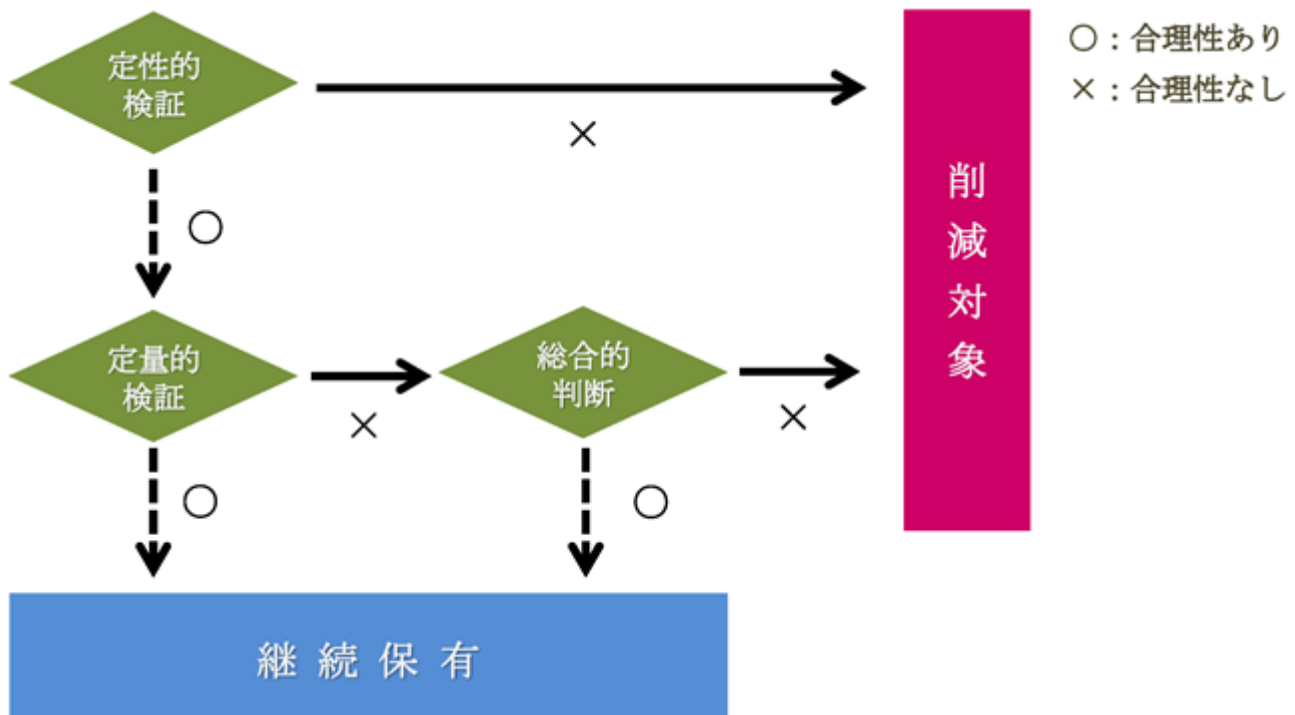 定性的
検証
×
○
○：合理性あり
×：合理性なし
削減対象
定量的
検証
×
総合的
判断
×
○
○
継続保有